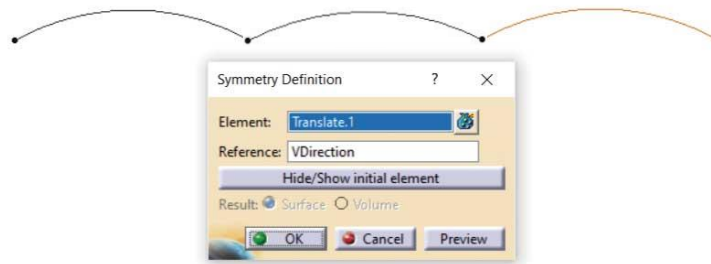 Symmetry Definition ? ×
Element: Translate.1
Reference: VDirection
Hide/Show initial element
Result: Surface Volume
OK Cancel Preview